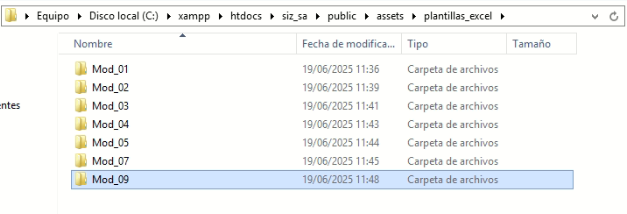 Equipo Disco local (C:) xampp htdocs siz_sa public assets plantillas_excel
Nombre Fecha de modifica... Tipo Tamaño
Mod_01 19/06/2025 11:36 Carpeta de archivos
Mod_02 19/06/2025 11:39 Carpeta de archivos
entes Mod_03 19/06/2025 11:41 Carpeta de archivos
Mod_04 19/06/2025 11:43 Carpeta de archivos
Mod_05 19/06/2025 11:44 Carpeta de archivos
Mod_07 19/06/2025 11:45 Carpeta de archivos
Mod_09 19/06/2025 11:48 Carpeta de archivos